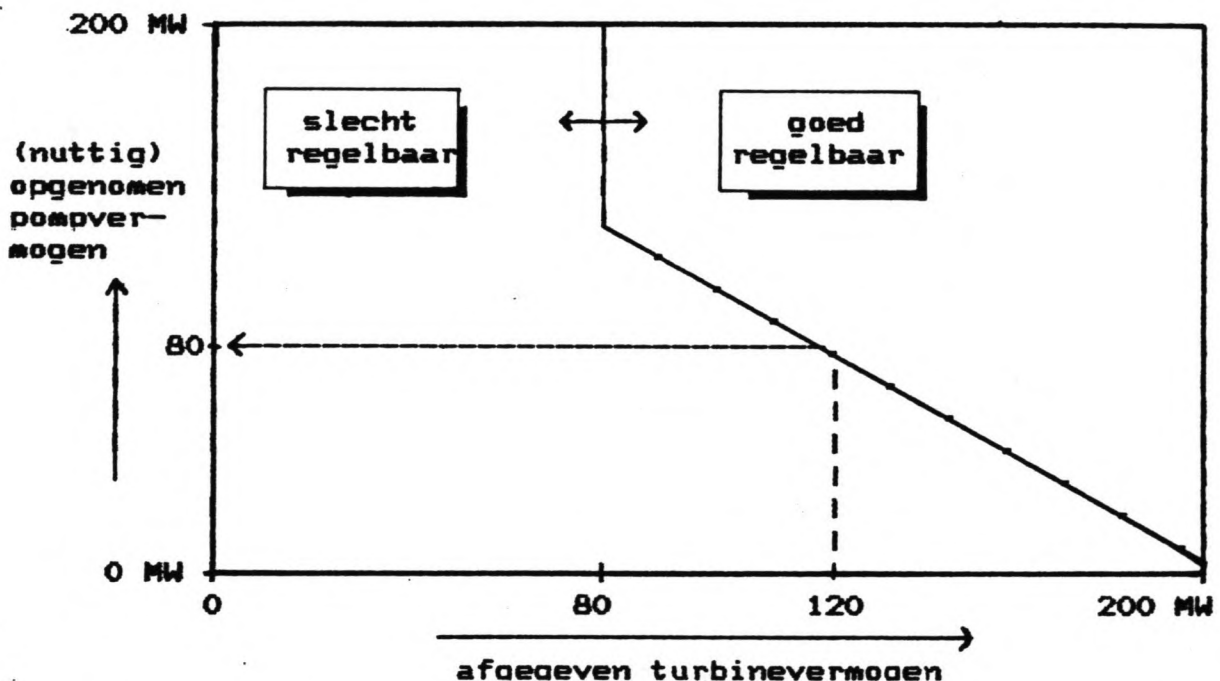 200 MW
slecht
regelbaar
goed
regelbaar
(nuttig)
opgenomen
pompver-
mogen
80
0 MW
0
80
120
200 MW
afgegeven turbinevermogen